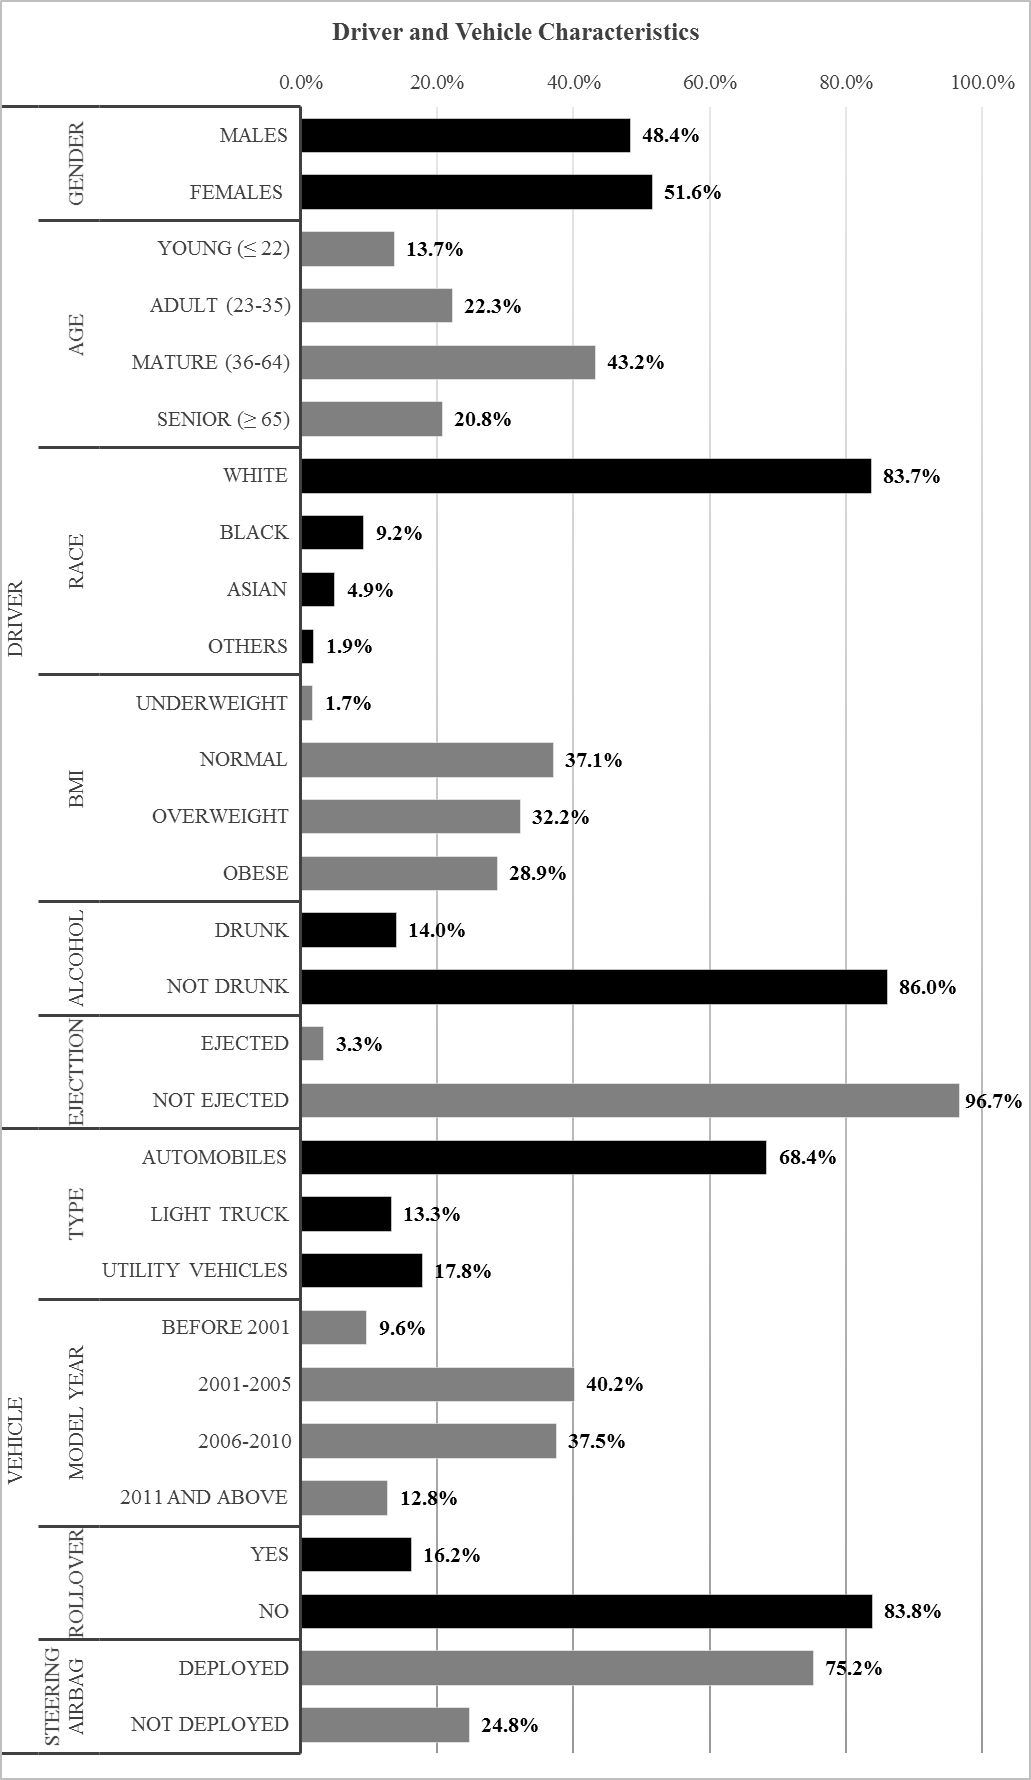 Driver and Vehicle Characteristics
0.0% 20.0% 40.0% 60.0% 80.0% 100.0%
DRIVER
GENDER
MALES 48.4%
FEMALES 51.6%
AGE
YOUNG (≤ 22) 13.7%
ADULT (23-35) 22.3%
MATURE (36-64) 43.2%
SENIOR (≥ 65) 20.8%
RACE
WHITE 83.7%
BLACK 9.2%
ASIAN 4.9%
OTHERS 1.9%
BMI
UNDERWEIGHT 1.7%
NORMAL 37.1%
OVERWEIGHT 32.2%
OBESE 28.9%
ALCOHOL
DRUNK 14.0%
NOT DRUNK 86.0%
EJECTTION
EJECTED 3.3%
NOT EJECTED 96.7%
VEHICLE
TYPE
AUTOMOBILES 68.4%
LIGHT TRUCK 13.3%
UTILITY VEHICLES 17.8%
MODEL YEAR
BEFORE 2001 9.6%
2001-2005 40.2%
2006-2010 37.5%
2011 AND ABOVE 12.8%
ROLLOVER
YES 16.2%
NO 83.8%
STEERING
AIRBAG
DEPLOYED 75.2%
NOT DEPLOYED 24.8%